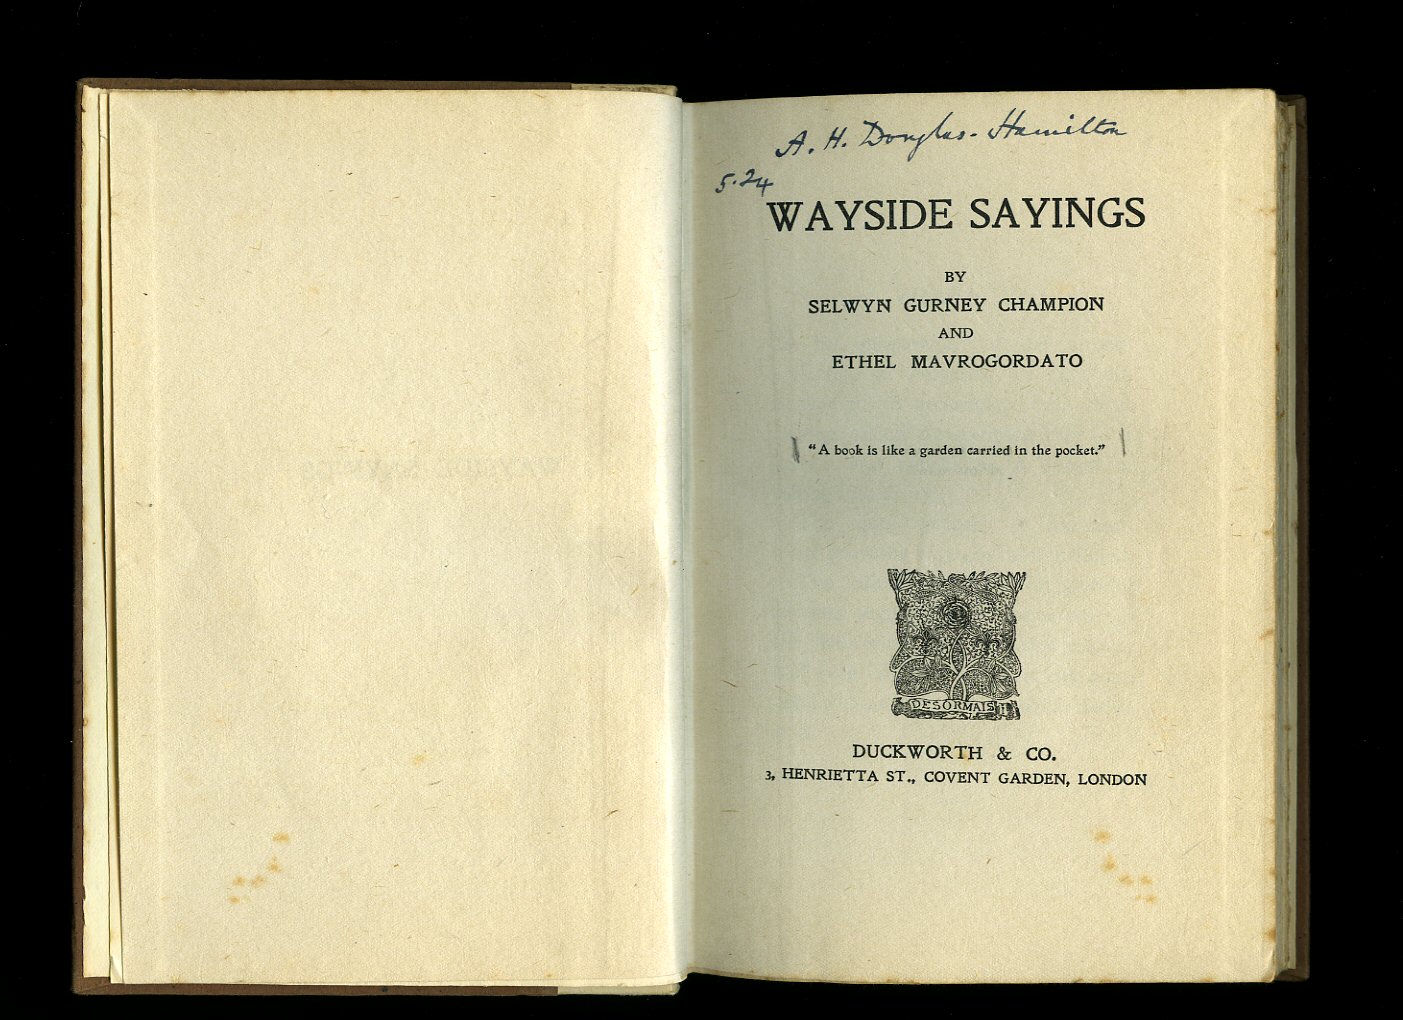 A. H. Douglas-Hamilton
5.24
WAYSIDE SAYINGS
BY
SELWYN GURNEY CHAMPION
AND
ETHEL MAVROGORDATO
"A book is like a garden carried in the pocket."
DESORMAIS
DUCKWORTH & CO.
3, HENRIETTA ST., COVENT GARDEN, LONDON